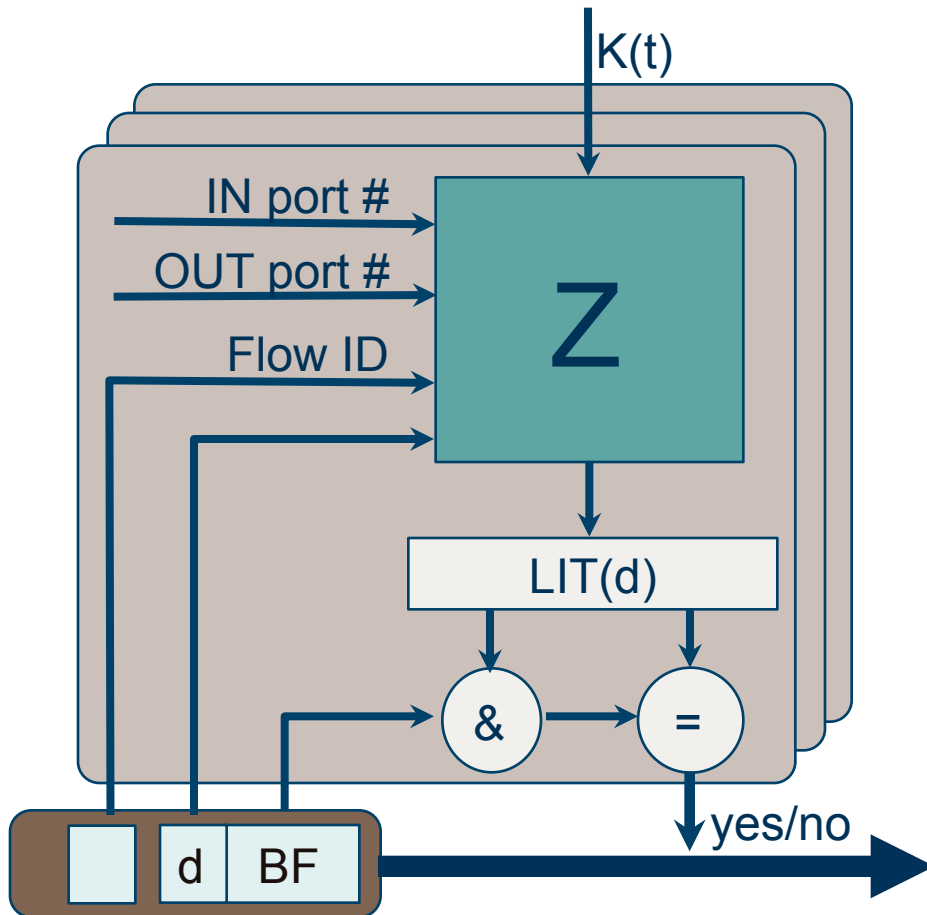 K(t)
IN port #
OUT port #
Z
Flow ID
LIT(d)
&
=
yes/no
d
BF